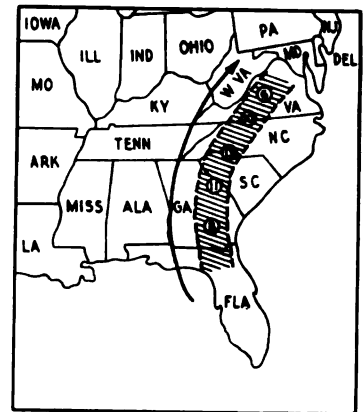 IOWA
ILL
IND
OHIO
PA
NJ
MD
DEL
MO
W VA
KY
VA
TENN
NC
ARK
SC
MISS
ALA
GA
LA
FLA